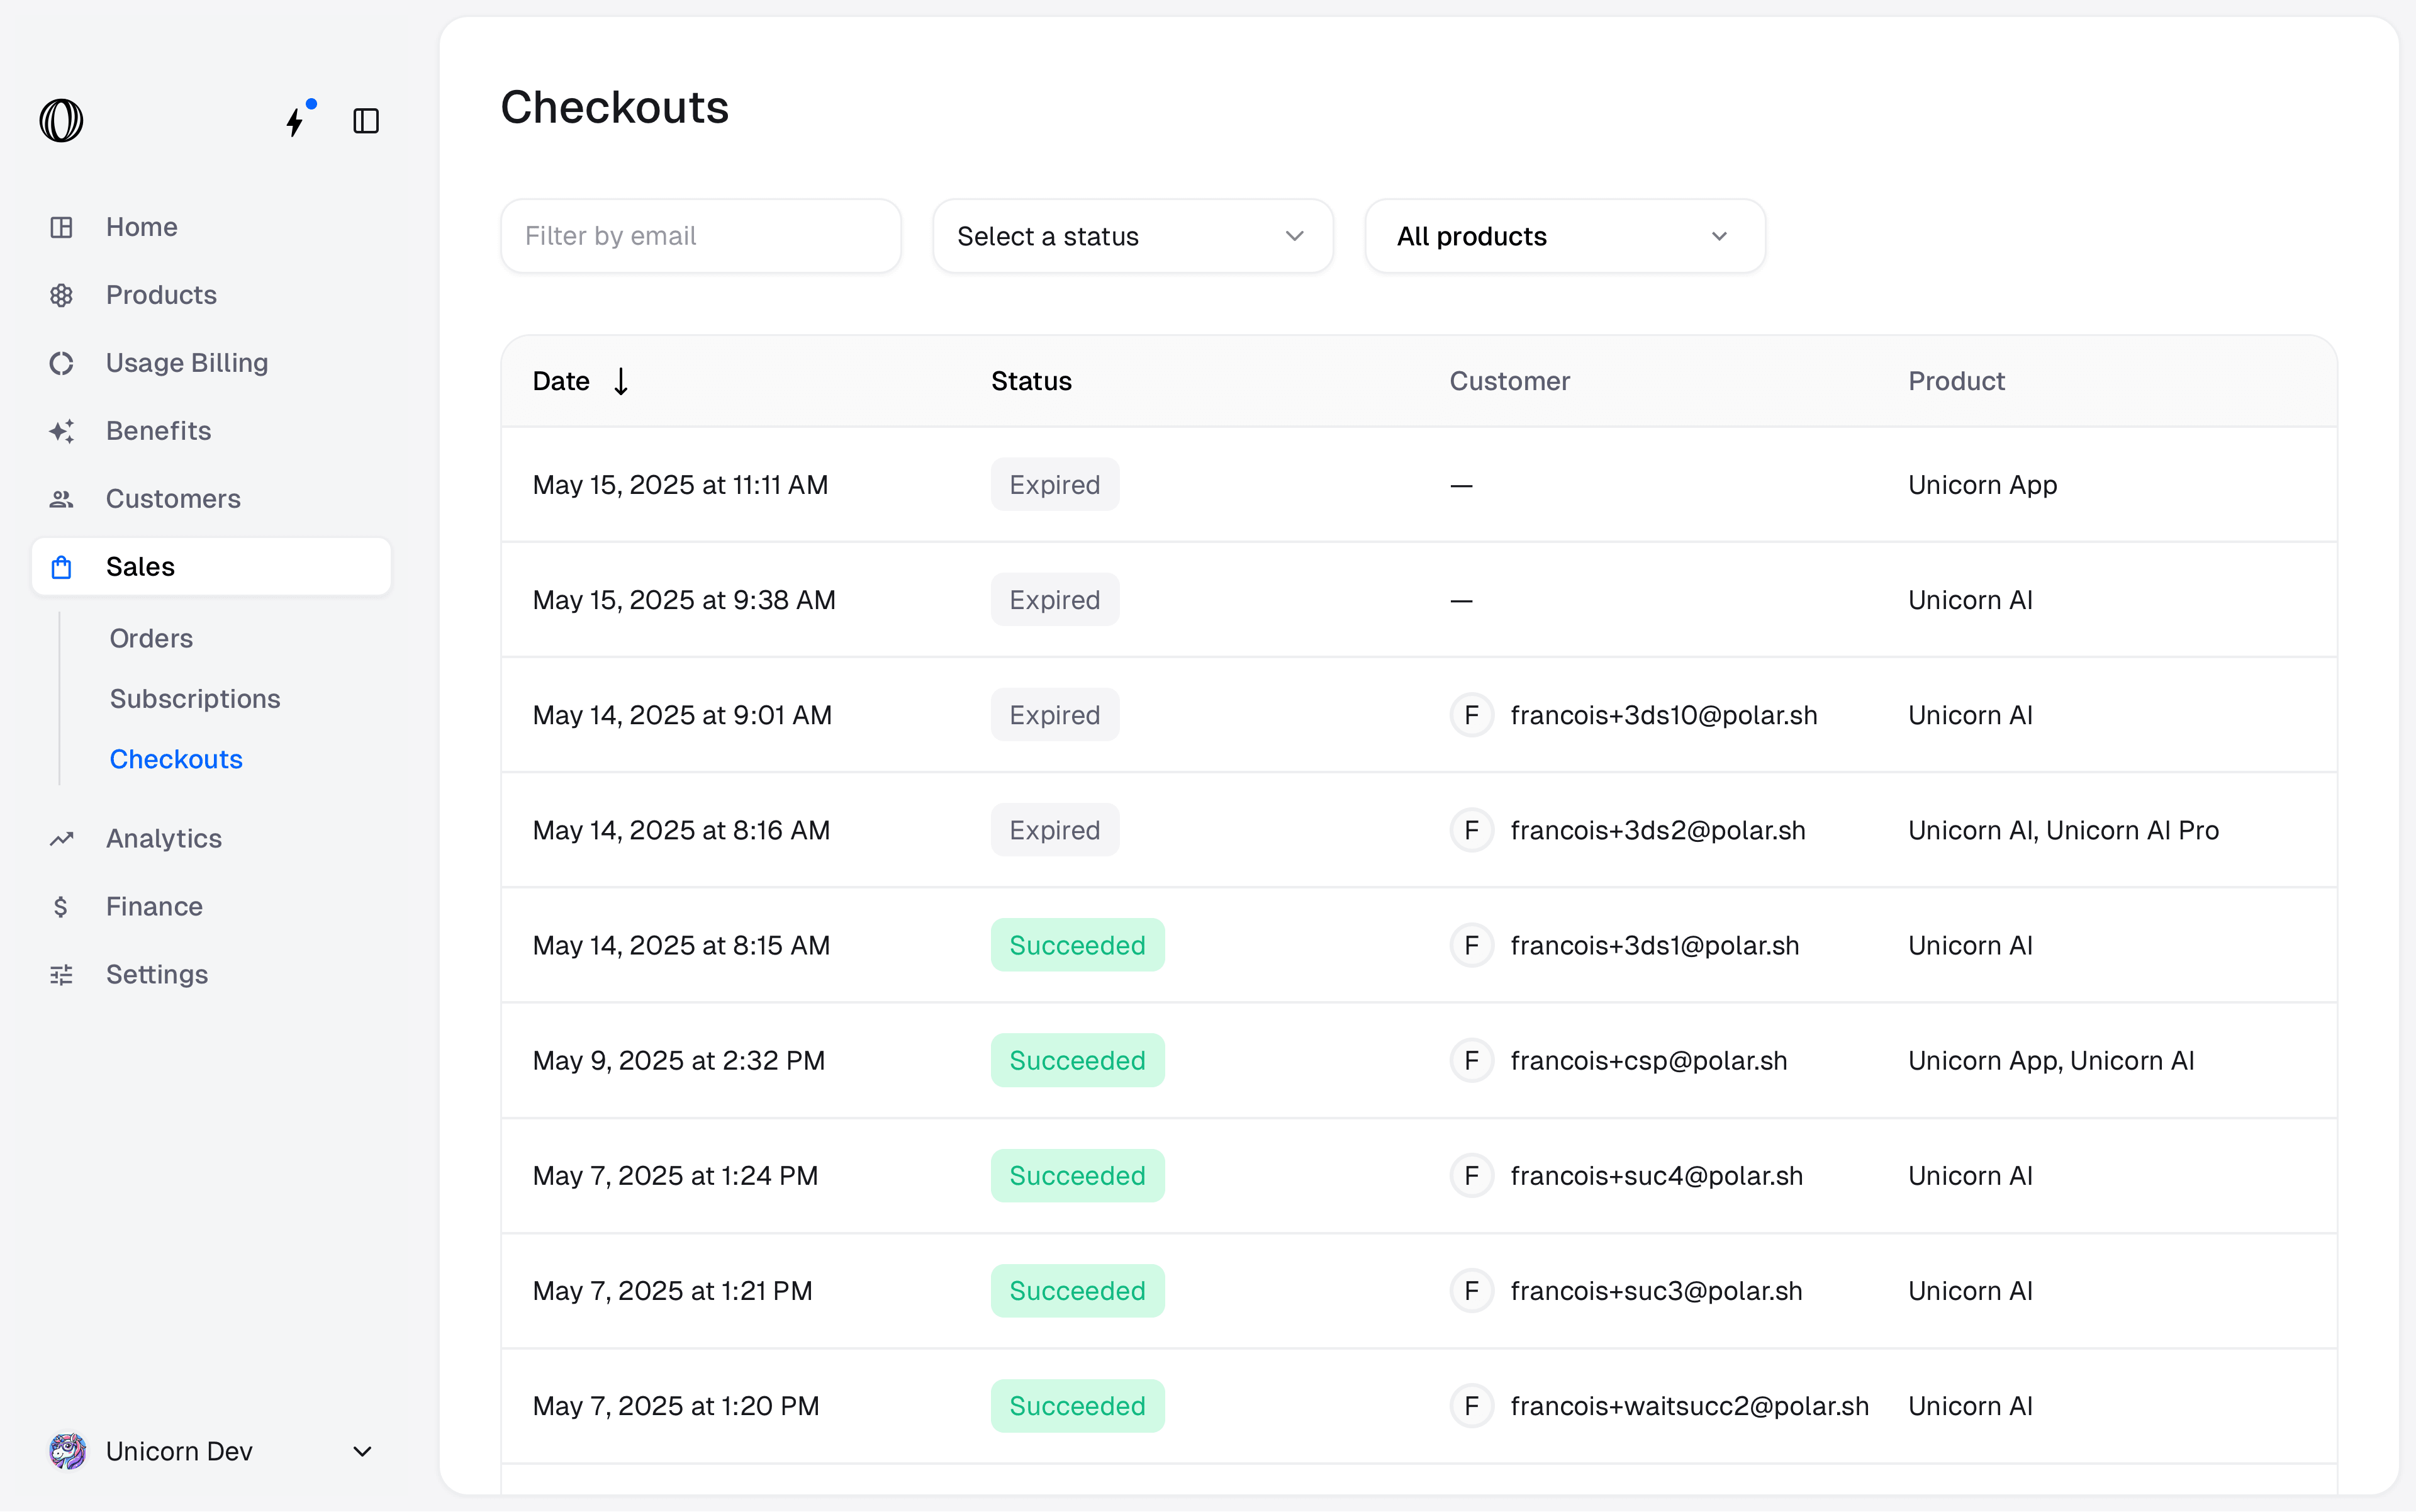 Home
Products
Usage Billing
Benefits
Customers
Sales
Orders
Subscriptions
Checkouts
Analytics
Finance
Settings
Unicorn Dev
Checkouts
Filter by email Select a status All products
Date Status Customer Product
May 15, 2025 at 11:11 AM Expired — Unicorn App
May 15, 2025 at 9:38 AM Expired — Unicorn AI
May 14, 2025 at 9:01 AM Expired F francois+3ds10@polar.sh Unicorn AI
May 14, 2025 at 8:16 AM Expired F francois+3ds2@polar.sh Unicorn AI, Unicorn AI Pro
May 14, 2025 at 8:15 AM Succeeded F francois+3ds1@polar.sh Unicorn AI
May 9, 2025 at 2:32 PM Succeeded F francois+csp@polar.sh Unicorn App, Unicorn AI
May 7, 2025 at 1:24 PM Succeeded F francois+suc4@polar.sh Unicorn AI
May 7, 2025 at 1:21 PM Succeeded F francois+suc3@polar.sh Unicorn AI
May 7, 2025 at 1:20 PM Succeeded F francois+waitsucc2@polar.sh Unicorn AI